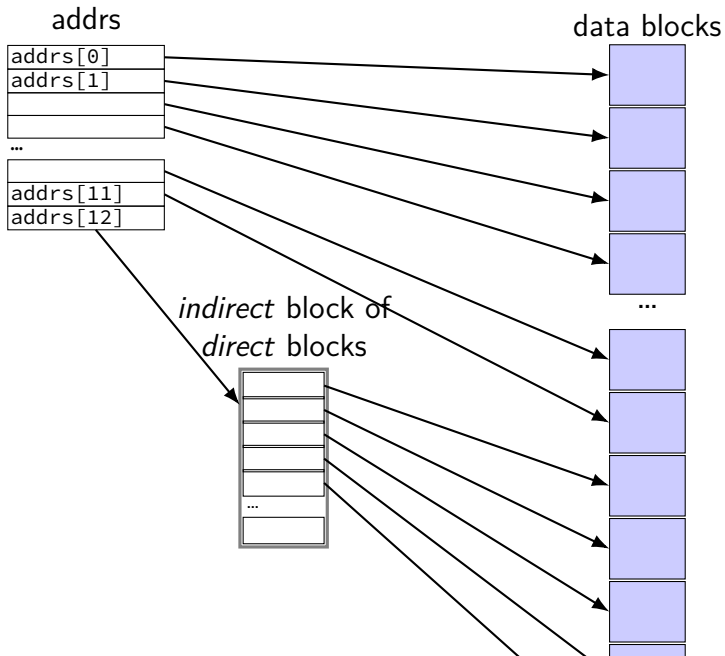 addrs
data blocks
addrs[0]
addrs[1]
…
addrs[11]
addrs[12]
...
indirect block of
direct blocks
...